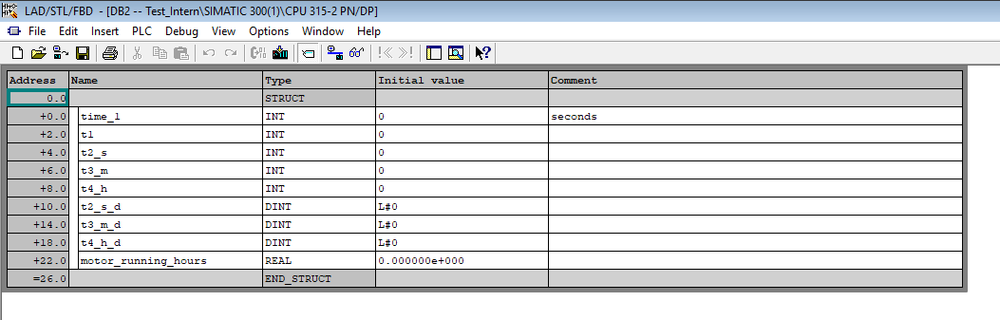 LAD/STL/FBD - [DB2 -- Test_Intern\SIMATIC 300(1)\CPU 315-2 PN/DP]
File Edit Insert PLC Debug View Options Window Help
Address Name Type Initial value Comment
0.0 STRUCT
+0.0 time_1 INT 0 seconds
+2.0 t1 INT 0
+4.0 t2_s INT 0
+6.0 t3_m INT 0
+8.0 t4_h INT 0
+10.0 t2_s_d DINT L#0
+14.0 t3_m_d DINT L#0
+18.0 t4_h_d DINT L#0
+22.0 motor_running_hours REAL 0.000000e+000
=26.0 END_STRUCT